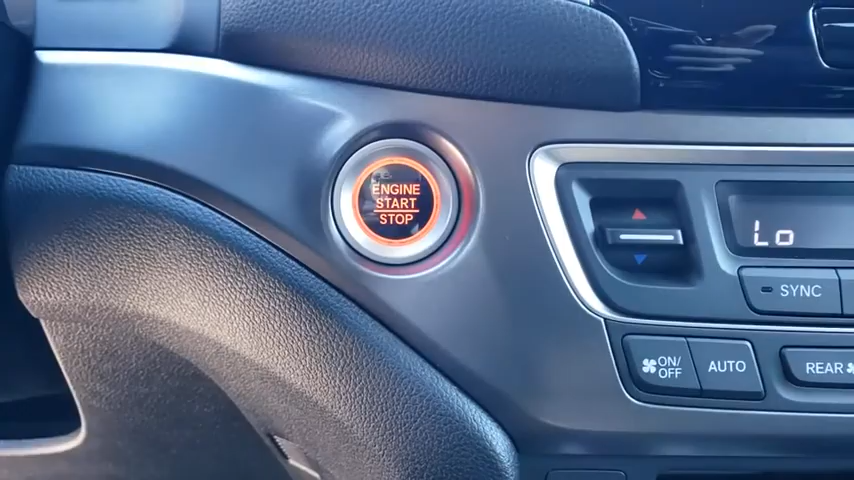 ENGINE
START
STOP
Lo
SYNC
ON/
OFF
AUTO
REAR